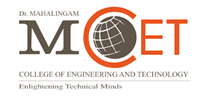 Dr. MAHALINGAM
MCET
COLLEGE OF ENGINEERING AND TECHNOLOGY
Enlightening Technical Minds